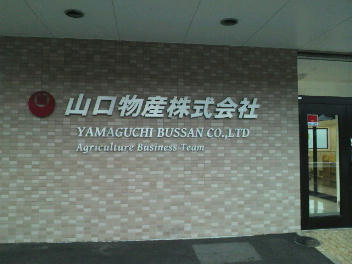 山口物産株式会社
YAMAGUCHI BUSSAN CO.,LTD
Agriculture Business Team